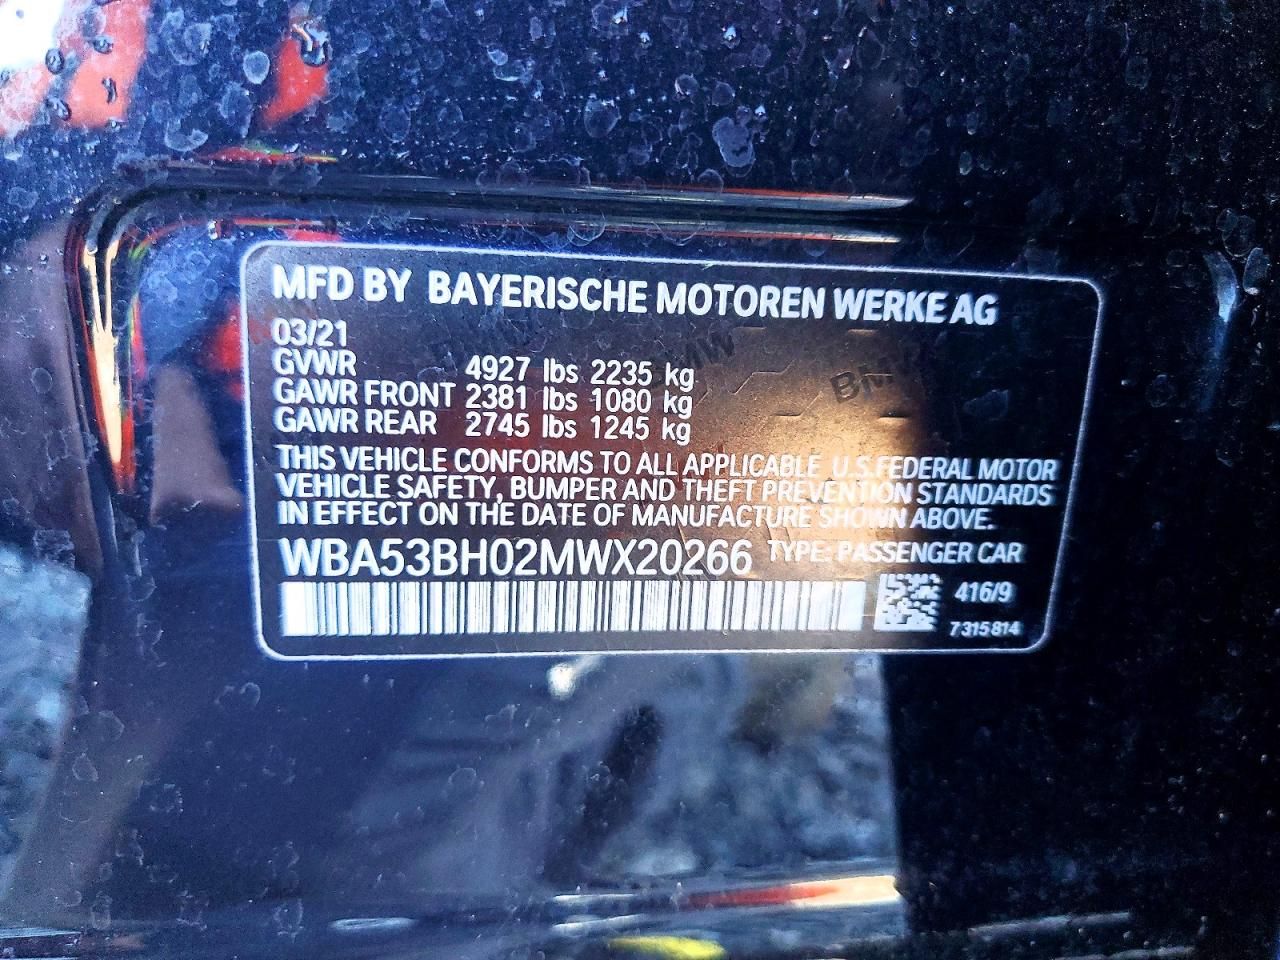 MFD BY BAYERISCHE MOTOREN WERKE AG
03/21
GVWR 4927 lbs 2235 kg
GAWR FRONT 2381 lbs 1080 kg
GAWR REAR 2745 lbs 1245 kg
THIS VEHICLE CONFORMS TO ALL APPLICABLE U.S.FEDERAL MOTOR
VEHICLE SAFETY, BUMPER AND THEFT PREVENTION STANDARDS
IN EFFECT ON THE DATE OF MANUFACTURE SHOWN ABOVE.
WBA53BH02MWX20266 TYPE: PASSENGER CAR
416/9
7315814
BMW
BMW